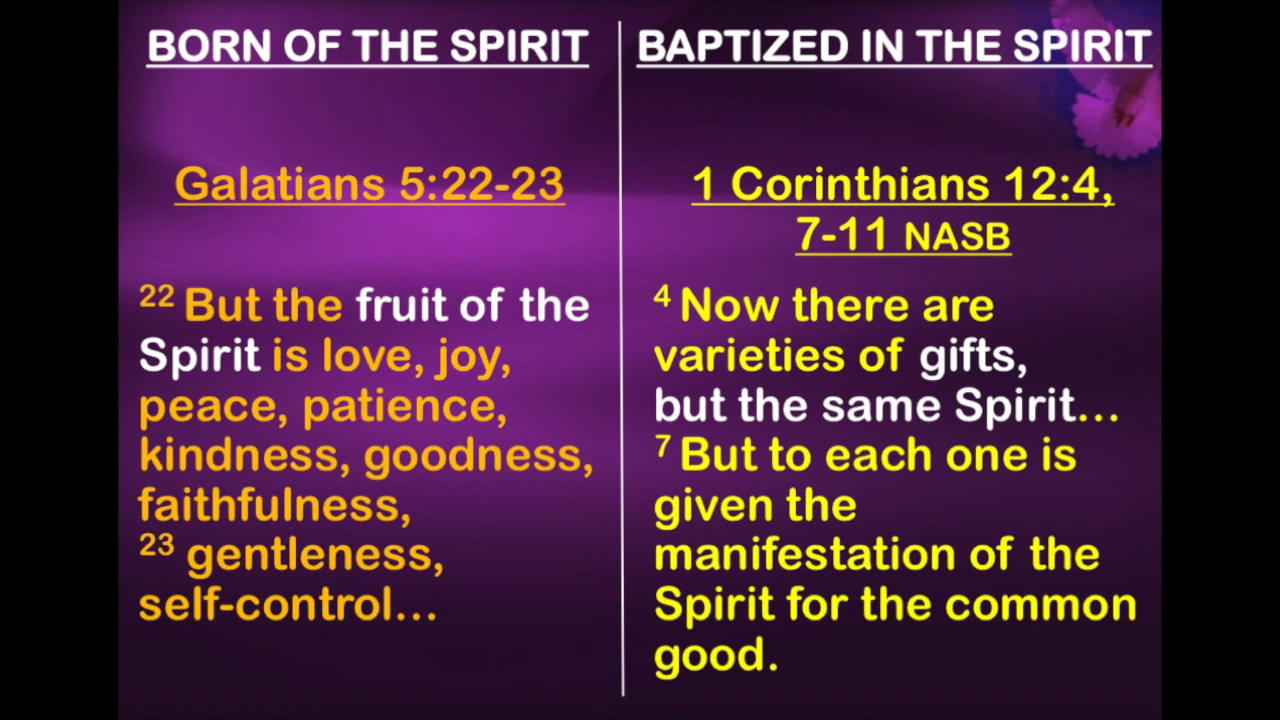 BORN OF THE SPIRIT
Galatians 5:22-23
22 But the fruit of the
Spirit is love, joy,
peace, patience,
kindness, goodness,
faithfulness,
23 gentleness,
self-control...
BAPTIZED IN THE SPIRIT
1 Corinthians 12:4,
7-11 NASB
4 Now there are
varieties of gifts,
but the same Spirit...
7 But to each one is
given the
manifestation of the
Spirit for the common
good.